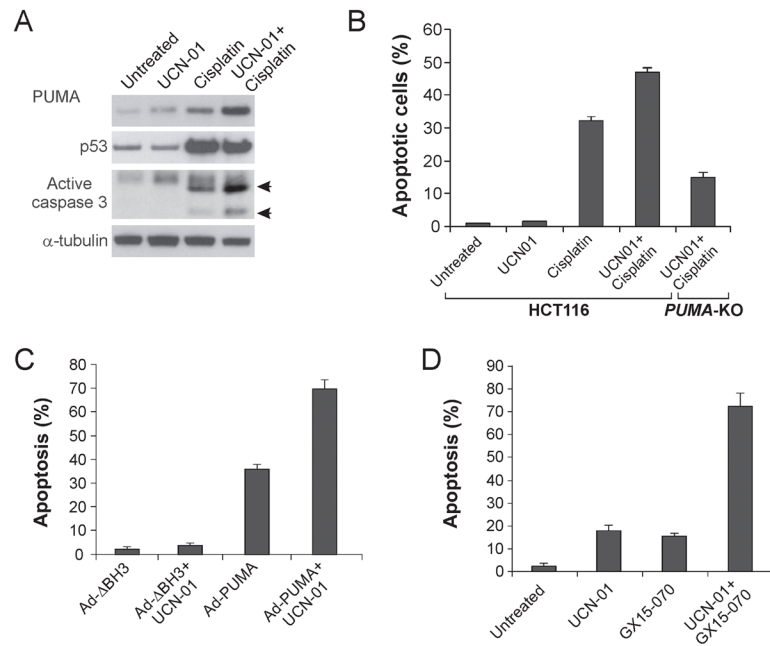 A
Untreated
UCN-01
Cisplatin
UCN-01+
Cisplatin
PUMA
p53
Active
caspase 3
α-tubulin
B
Apoptotic cells (%)
60
50
40
30
20
10
0
Untreated
UCN01
Cisplatin
UCN01+
Cisplatin
UCN01+
Cisplatin
HCT116
PUMA-KO
C
Apoptosis (%)
80
70
60
50
40
30
20
10
0
Ad-ΔBH3
Ad-ΔBH3+
UCN-01
Ad-PUMA
Ad-PUMA+
UCN-01
D
Apoptosis (%)
90
80
70
60
50
40
30
20
10
0
Untreated
UCN-01
GX15-070
UCN-01+
GX15-070